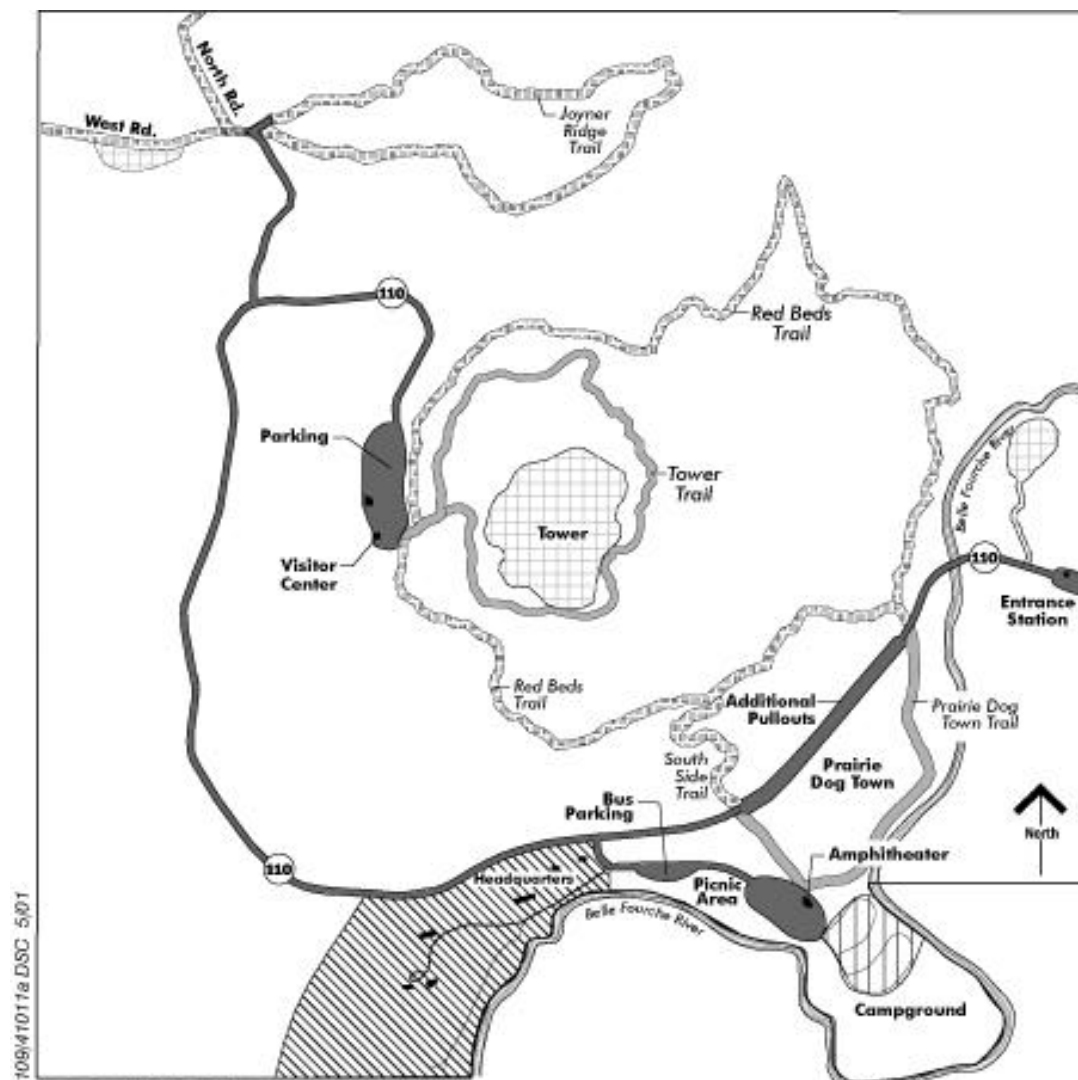 North Rd.
West Rd.
Joyner
Ridge
Trail
110
Red Beds
Trail
Parking
Tower
Trail
Belle Fourche River
Tower
Visitor
Center
110
Entrance
Station
Red Beds
Trail
Additional
Pullouts
Prairie Dog
Town Trail
South
Side
Trail
Prairie
Dog Town
Bus
Parking
North
110
Headquarters
Amphitheater
Picnic
Area
Belle Fourche River
Campground
109/41011a DSC 5/01